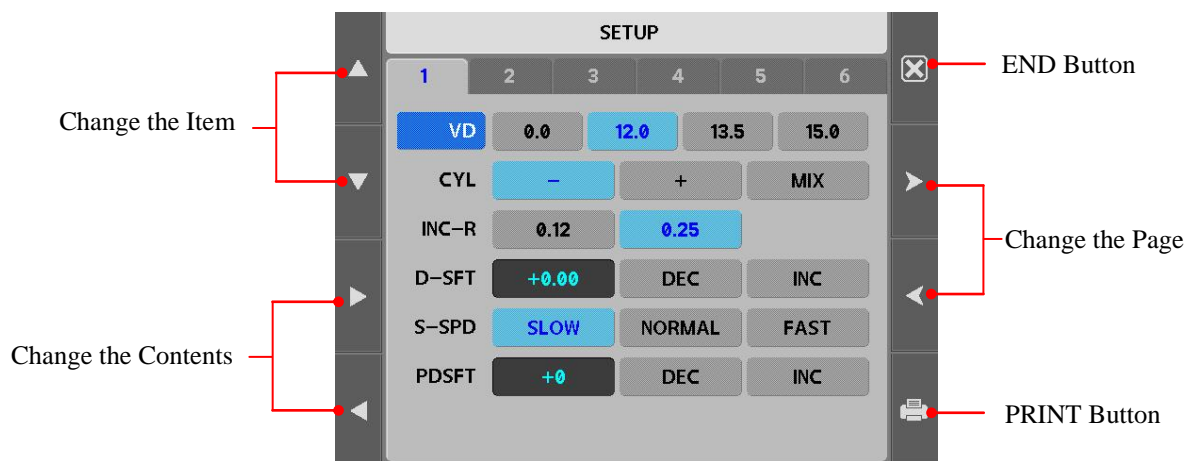 SETUP
1 2 3 4 5 6
END Button
Change the Item
VD 0.0 12.0 13.5 15.0
CYL − + MIX
INC−R 0.12 0.25
Change the Page
D−SFT +0.00 DEC INC
S−SPD SLOW NORMAL FAST
Change the Contents
PDSFT +0 DEC INC
PRINT Button